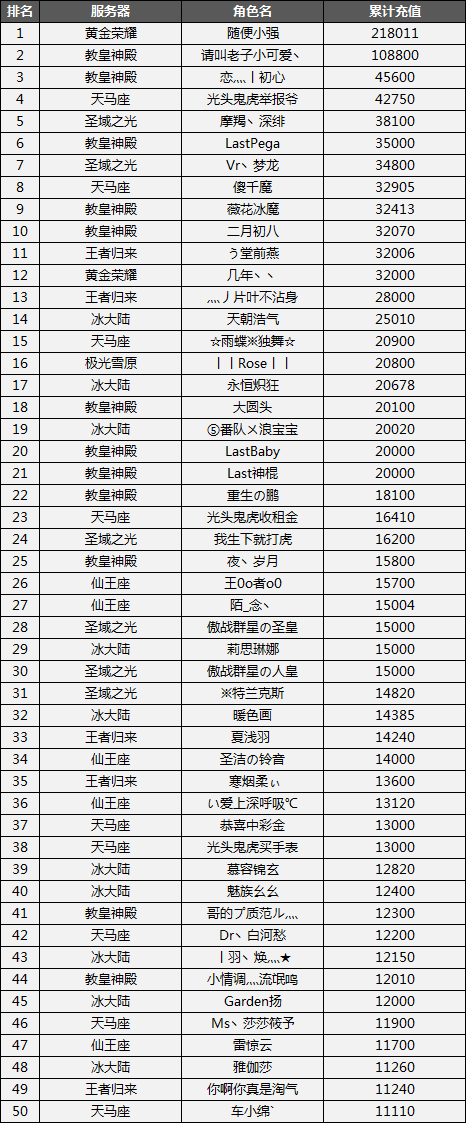 排名 服务器 角色名 累计充值
1 黄金荣耀 随便小强 218011
2 教皇神殿 请叫老子小可爱丶 108800
3 教皇神殿 恋灬丨初心 45600
4 天马座 光头鬼虎举报爷 42750
5 圣域之光 摩羯丶深绯 38100
6 教皇神殿 LastPega 35000
7 圣域之光 Vr丶梦龙 34800
8 天马座 傻千魔 32905
9 教皇神殿 薇花冰魔 32413
10 教皇神殿 二月初八 32070
11 王者归来 う堂前燕 32006
12 黄金荣耀 几年丶丶 32000
13 王者归来 灬丿片叶不沾身 28000
14 冰大陆 天朝浩气 25010
15 天马座 ☆雨蝶※独舞☆ 20900
16 极光雪原 丨丨Rose丨丨 20800
17 冰大陆 永恒炽狂 20678
18 教皇神殿 大圆头 20100
19 冰大陆 ⑤番队メ浪宝宝 20020
20 教皇神殿 LastBaby 20000
21 教皇神殿 Last神棍 20000
22 教皇神殿 重生の鹏 18100
23 天马座 光头鬼虎收租金 16410
24 圣域之光 我生下就打虎 16200
25 教皇神殿 夜丶岁月 15800
26 仙王座 王0o者o0 15700
27 仙王座 陌_念丶 15004
28 圣域之光 傲战群星の圣皇 15000
29 冰大陆 莉思琳娜 15000
30 圣域之光 傲战群星の人皇 15000
31 圣域之光 ※特兰克斯 14820
32 冰大陆 暖色画 14385
33 王者归来 夏浅羽 14240
34 仙王座 圣洁の铃音 14000
35 王者归来 寒烟柔ぃ 13600
36 仙王座 い爱上深呼吸℃ 13120
37 天马座 恭喜中彩金 13000
38 天马座 光头鬼虎买手表 13000
39 冰大陆 慕容锦玄 12820
40 冰大陆 魅族幺幺 12400
41 教皇神殿 哥的プ质范ル灬 12300
42 天马座 Dr丶白河愁 12200
43 冰大陆 丨羽丶焕灬★ 12150
44 教皇神殿 小情调灬流氓鸣 12010
45 冰大陆 Garden扬 12000
46 天马座 Ms丶莎莎筱予 11900
47 仙王座 雷惊云 11700
48 冰大陆 雅伽莎 11260
49 王者归来 你啊你真是淘气 11240
50 天马座 车小绵` 11110